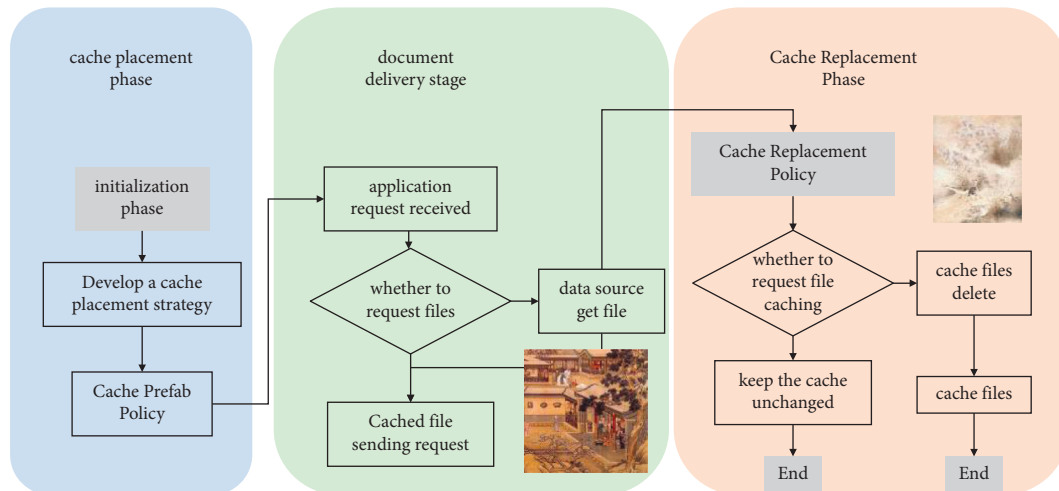 cache placement
phase
initialization
phase
Develop a cache
placement strategy
Cache Prefab
Policy
document
delivery stage
application
request received
whether to
request files
data source
get file
Cached file
sending request
Cache Replacement
Phase
Cache Replacement
Policy
whether to
request file
caching
cache files
delete
keep the cache
unchanged
cache files
End
End